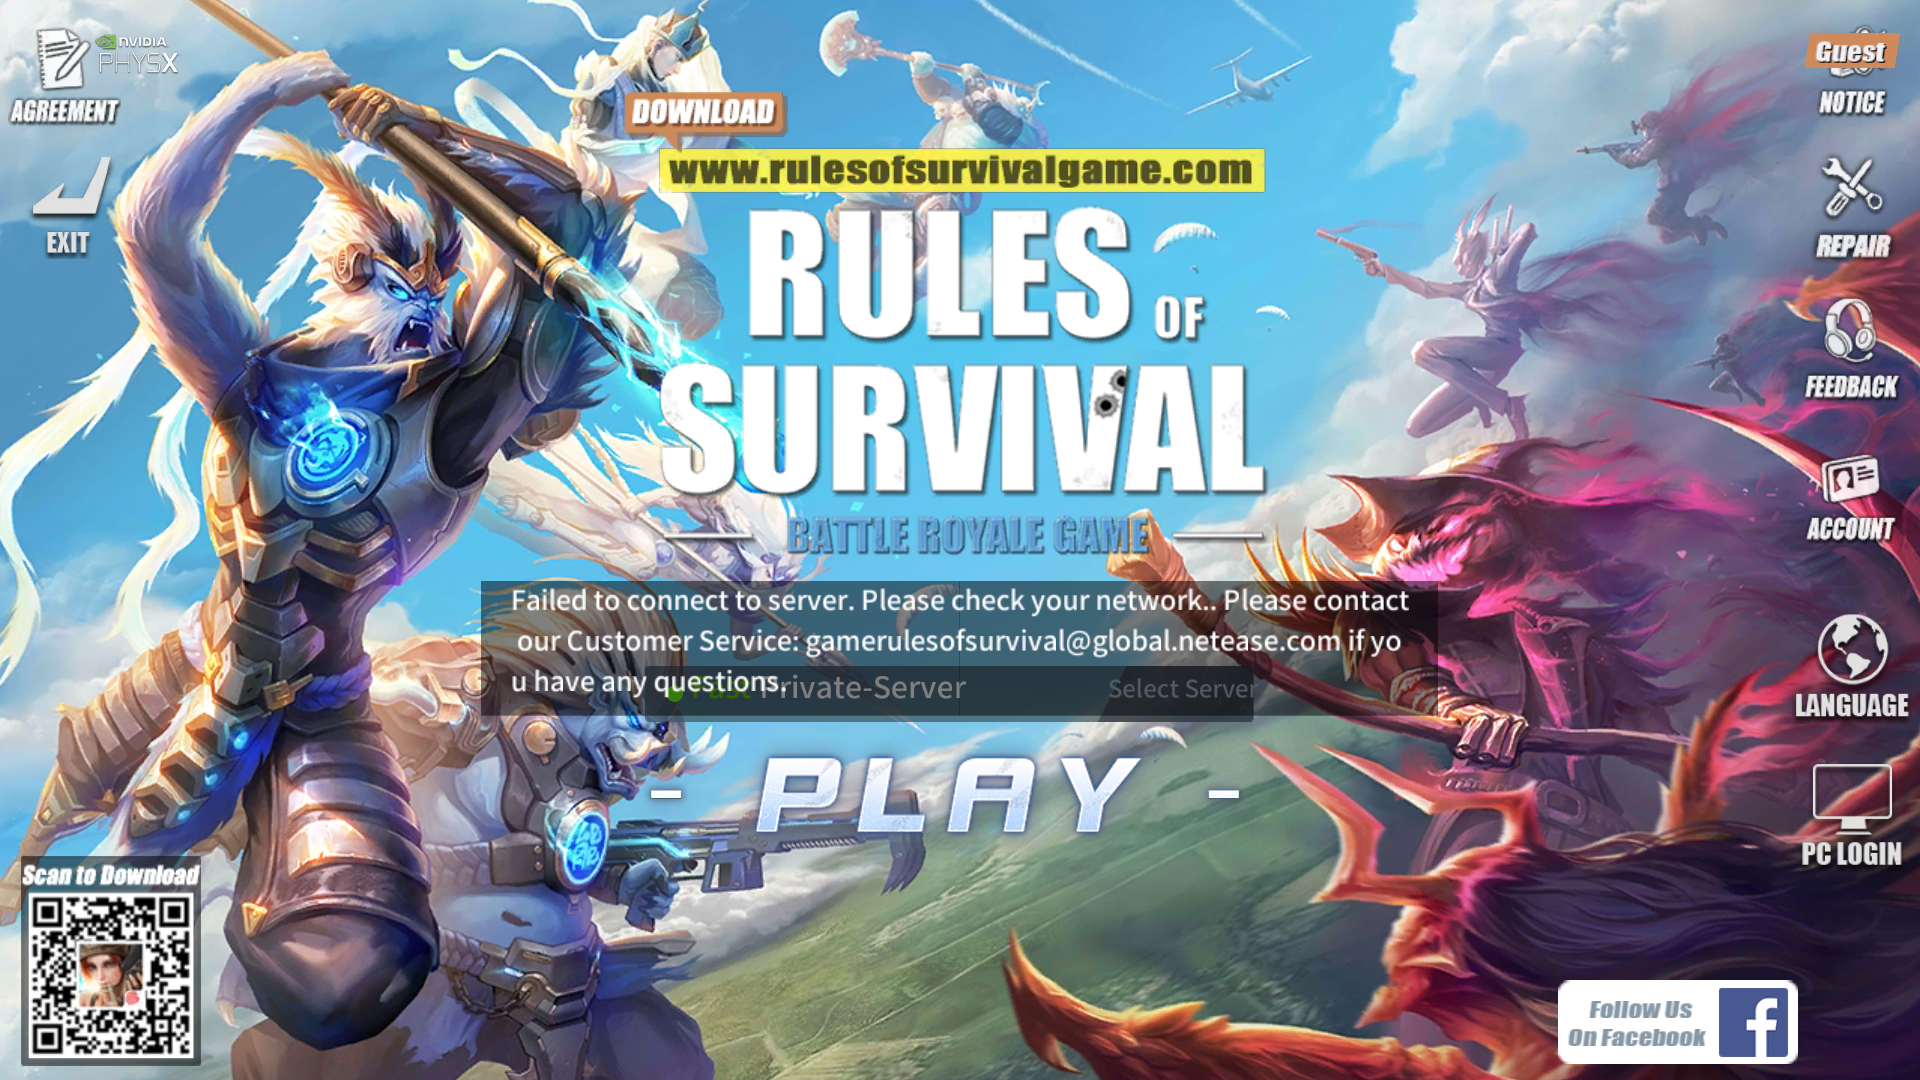 NVIDIA
PHYSX
AGREEMENT
EXIT
DOWNLOAD
www.rulesofsurvivalgame.com
RULES OF
SURVIVAL
BATTLE ROYALE GAME
Failed to connect to server. Please check your network.. Please contact
our Customer Service: gamerulesofsurvival@global.netease.com if yo
u have any questions.
Fast Private-Server
Select Server
PLAY
Guest
NOTICE
REPAIR
FEEDBACK
ACCOUNT
LANGUAGE
PC LOGIN
Scan to Download
Follow Us
On Facebook
f